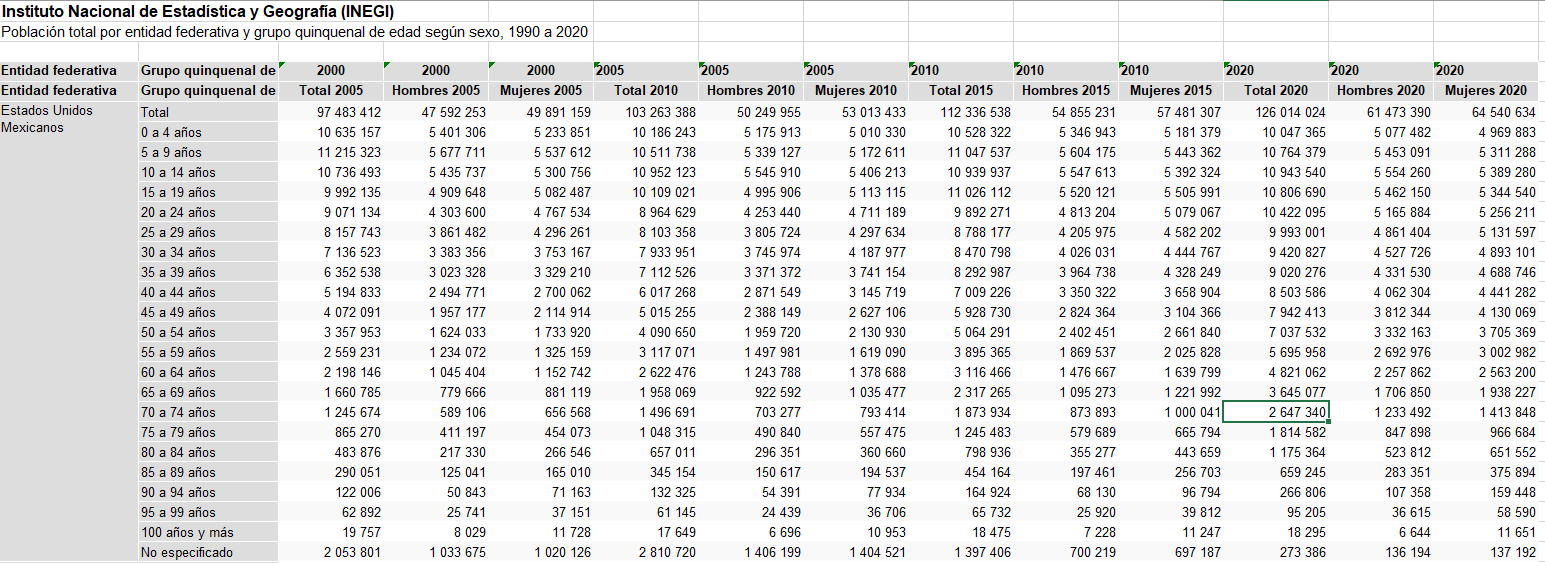 Instituto Nacional de Estadística y Geografía (INEGI)
Población total por entidad federativa y grupo quinquenal de edad según sexo, 1990 a 2020
Entidad federativa Grupo quinquenal de 2000 2000 2000 2005 2005 2005 2010 2010 2010 2020 2020 2020
Entidad federativa Grupo quinquenal de Total 2005 Hombres 2005 Mujeres 2005 Total 2010 Hombres 2010 Mujeres 2010 Total 2015 Hombres 2015 Mujeres 2015 Total 2020 Hombres 2020 Mujeres 2020
Estados Unidos Mexicanos Total 97 483 412 47 592 253 49 891 159 103 263 388 50 249 955 53 013 433 112 336 538 54 855 231 57 481 307 126 014 024 61 473 390 64 540 634
0 a 4 años 10 635 157 5 401 306 5 233 851 10 186 243 5 175 913 5 010 330 10 528 322 5 346 943 5 181 379 10 047 365 5 077 482 4 969 883
5 a 9 años 11 215 323 5 677 711 5 537 612 10 511 738 5 339 127 5 172 611 11 047 537 5 604 175 5 443 362 10 764 379 5 453 091 5 311 288
10 a 14 años 10 736 493 5 435 737 5 300 756 10 952 123 5 545 910 5 406 213 10 939 937 5 547 613 5 392 324 10 943 540 5 554 260 5 389 280
15 a 19 años 9 992 135 4 909 648 5 082 487 10 109 021 4 995 906 5 113 115 11 026 112 5 520 121 5 505 991 10 806 690 5 462 150 5 344 540
20 a 24 años 9 071 134 4 303 600 4 767 534 8 964 629 4 253 440 4 711 189 9 892 271 4 813 204 5 079 067 10 422 095 5 165 884 5 256 211
25 a 29 años 8 157 743 3 861 482 4 296 261 8 103 358 3 805 724 4 297 634 8 788 177 4 205 975 4 582 202 9 993 001 4 861 404 5 131 597
30 a 34 años 7 136 523 3 383 356 3 753 167 7 933 951 3 745 974 4 187 977 8 470 798 4 026 031 4 444 767 9 420 827 4 527 726 4 893 101
35 a 39 años 6 352 538 3 023 328 3 329 210 7 112 526 3 371 372 3 741 154 8 292 987 3 964 738 4 328 249 9 020 276 4 331 530 4 688 746
40 a 44 años 5 194 833 2 494 771 2 700 062 6 017 268 2 871 549 3 145 719 7 009 226 3 350 322 3 658 904 8 503 586 4 062 304 4 441 282
45 a 49 años 4 072 091 1 957 177 2 114 914 5 015 255 2 388 149 2 627 106 5 928 730 2 824 364 3 104 366 7 942 413 3 812 344 4 130 069
50 a 54 años 3 357 953 1 624 033 1 733 920 4 090 650 1 959 720 2 130 930 5 064 291 2 402 451 2 661 840 7 037 532 3 332 163 3 705 369
55 a 59 años 2 559 231 1 234 072 1 325 159 3 117 071 1 497 981 1 619 090 3 895 365 1 869 537 2 025 828 5 695 958 2 692 976 3 002 982
60 a 64 años 2 198 146 1 045 404 1 152 742 2 622 476 1 243 788 1 378 688 3 116 466 1 476 667 1 639 799 4 821 062 2 257 862 2 563 200
65 a 69 años 1 660 785 779 666 881 119 1 958 069 922 592 1 035 477 2 317 265 1 095 273 1 221 992 3 645 077 1 706 850 1 938 227
70 a 74 años 1 245 674 589 106 656 568 1 496 691 703 277 793 414 1 873 934 873 893 1 000 041 2 647 340 1 233 492 1 413 848
75 a 79 años 865 270 411 197 454 073 1 048 315 490 840 557 475 1 245 483 579 689 665 794 1 814 582 847 898 966 684
80 a 84 años 483 876 217 330 266 546 657 011 296 351 360 660 798 936 355 277 443 659 1 175 364 523 812 651 552
85 a 89 años 290 051 125 041 165 010 345 154 150 617 194 537 454 164 197 461 256 703 659 245 283 351 375 894
90 a 94 años 122 006 50 843 71 163 132 325 54 391 77 934 164 924 68 130 96 794 266 806 107 358 159 448
95 a 99 años 62 892 25 741 37 151 61 145 24 439 36 706 65 732 25 920 39 812 95 205 36 615 58 590
100 años y más 19 757 8 029 11 728 17 649 6 696 10 953 18 475 7 228 11 247 18 295 6 644 11 651
No especificado 2 053 801 1 033 675 1 020 126 2 810 720 1 406 199 1 404 521 1 397 406 700 219 697 187 273 386 136 194 137 192